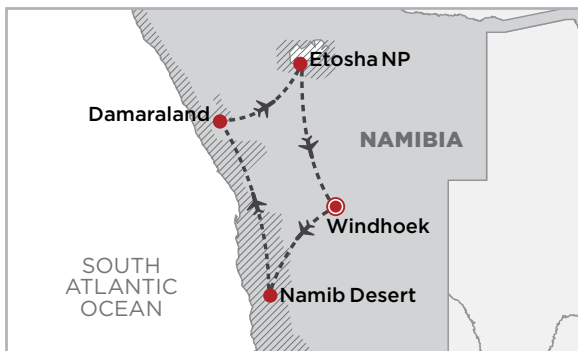 Etosha NP
Damaraland
NAMIBIA
Windhoek
SOUTH
ATLANTIC
OCEAN
Namib Desert